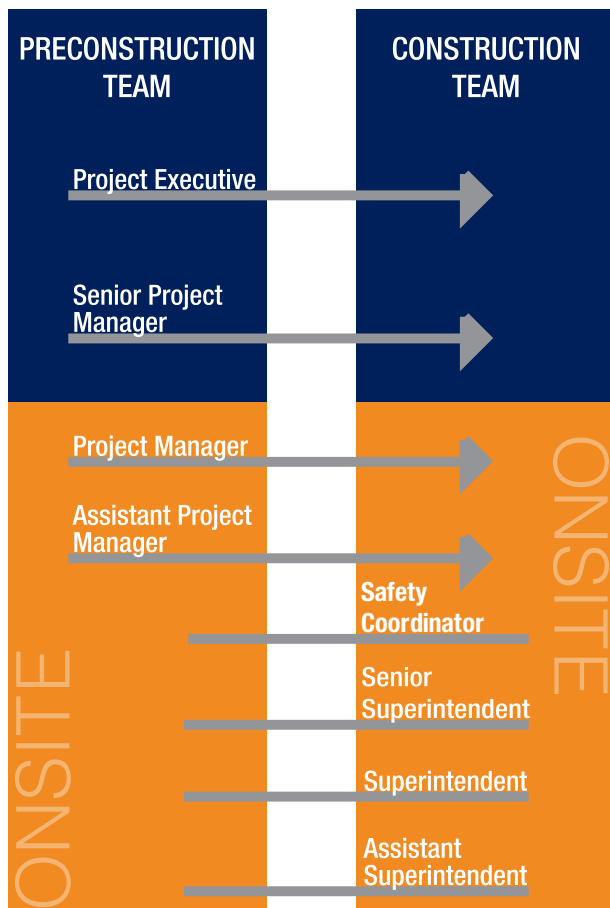 PRECONSTRUCTION
TEAM
CONSTRUCTION
TEAM
Project Executive
Senior Project
Manager
Project Manager
Assistant Project
Manager
ONSITE
Safety
Coordinator
Senior
Superintendent
Superintendent
Assistant
Superintendent
ONSITE